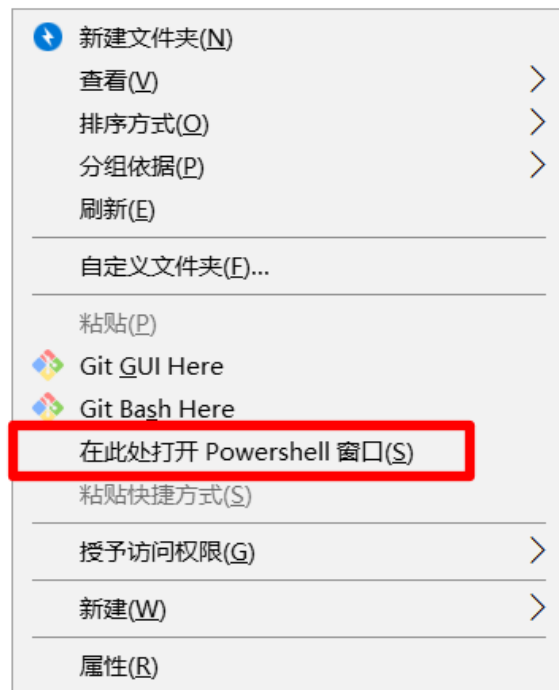 新建文件夹(N)
查看(V)
排序方式(O)
分组依据(P)
刷新(E)
自定义文件夹(F)...
粘贴(P)
Git GUI Here
Git Bash Here
在此处打开 Powershell 窗口(S)
粘贴快捷方式(S)
授予访问权限(G)
新建(W)
属性(R)